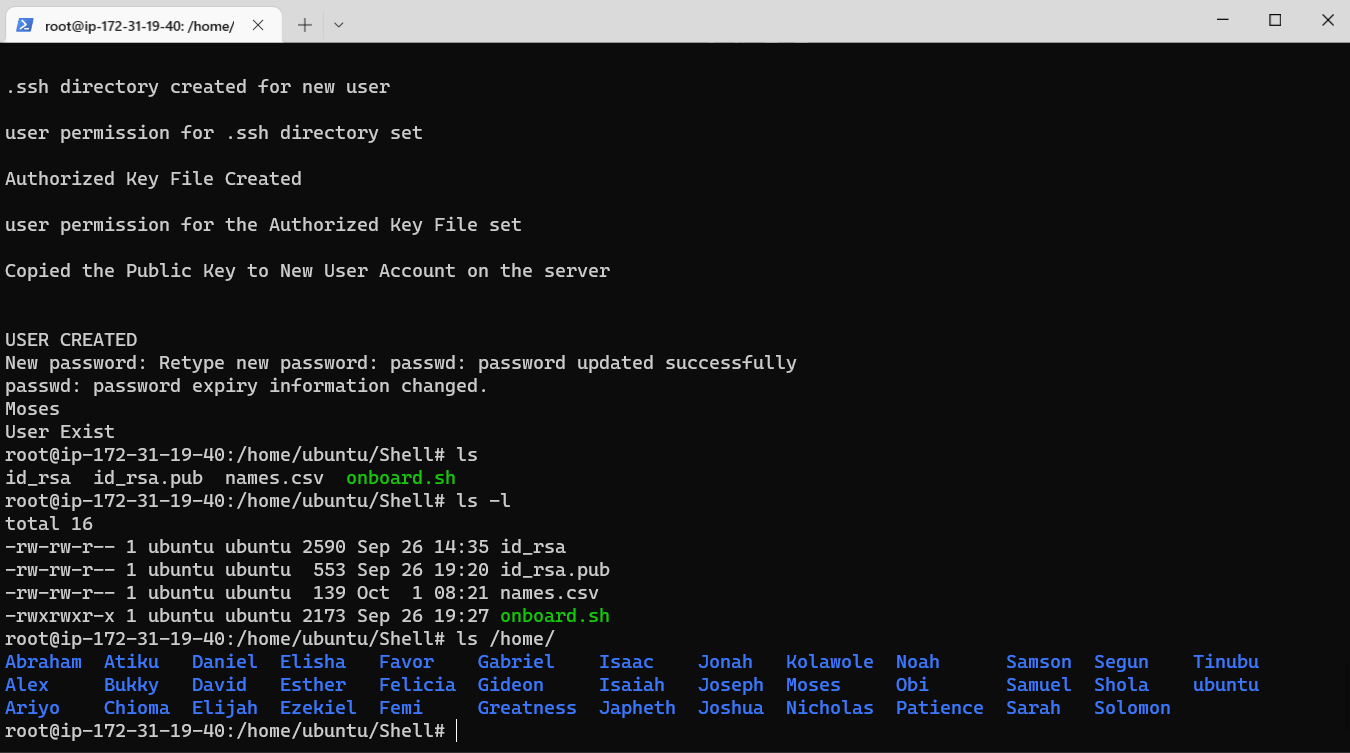 root@ip-172-31-19-40: /home/
.ssh directory created for new user
user permission for .ssh directory set
Authorized Key File Created
user permission for the Authorized Key File set
Copied the Public Key to New User Account on the server
USER CREATED
New password: Retype new password: passwd: password updated successfully
passwd: password expiry information changed.
Moses
User Exist
root@ip-172-31-19-40:/home/ubuntu/Shell# ls
id_rsa  id_rsa.pub  names.csv  onboard.sh
root@ip-172-31-19-40:/home/ubuntu/Shell# ls -l
total 16
-rw-rw-r-- 1 ubuntu ubuntu 2590 Sep 26 14:35 id_rsa
-rw-rw-r-- 1 ubuntu ubuntu  553 Sep 26 19:20 id_rsa.pub
-rw-rw-r-- 1 ubuntu ubuntu  139 Oct  1 08:21 names.csv
-rwxrwxr-x 1 ubuntu ubuntu 2173 Sep 26 19:27 onboard.sh
root@ip-172-31-19-40:/home/ubuntu/Shell# ls /home/
Abraham  Atiku   Daniel  Elisha   Favor    Gabriel    Isaac    Jonah   Kolawole  Noah      Samson  Segun    Tinubu
Alex     Bukky   David   Esther   Felicia  Gideon     Isaiah   Joseph  Moses     Obi       Samuel  Shola    ubuntu
Ariyo    Chioma  Elijah  Ezekiel  Femi     Greatness  Japheth  Joshua  Nicholas  Patience  Sarah   Solomon
root@ip-172-31-19-40:/home/ubuntu/Shell#